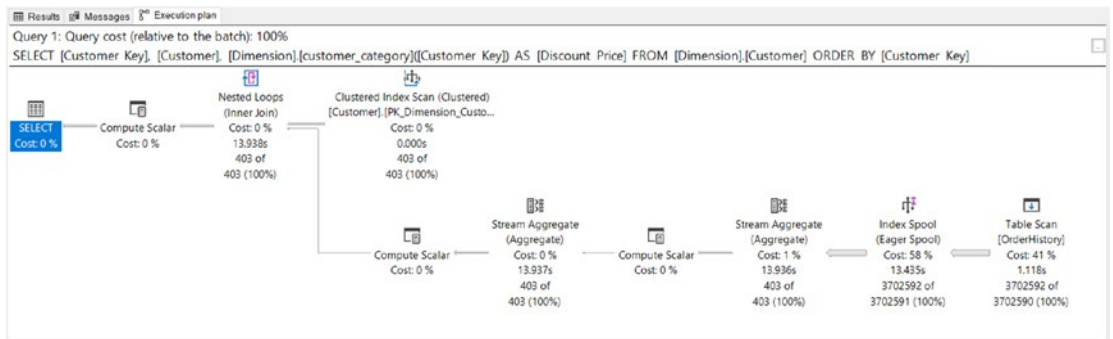 Results Messages Execution plan
Query 1: Query cost (relative to the batch): 100%
SELECT [Customer Key], [Customer], [Dimension].[customer_category]([Customer Key]) AS [Discount Price] FROM [Dimension].[Customer] ORDER BY [Customer Key]
SELECT
Cost: 0 %
Compute Scalar
Cost: 0 %
Nested Loops
(Inner Join)
Cost: 0 %
13.938s
403 of
403 (100%)
Clustered Index Scan (Clustered)
[Customer].[PK_Dimension_Custo...
Cost: 0 %
0.000s
403 of
403 (100%)
Compute Scalar
Cost: 0 %
Stream Aggregate
(Aggregate)
Cost: 0 %
13.937s
403 of
403 (100%)
Compute Scalar
Cost: 0 %
Stream Aggregate
(Aggregate)
Cost: 1 %
13.936s
403 of
403 (100%)
Index Spool
(Eager Spool)
Cost: 58 %
13.435s
3702592 of
3702591 (100%)
Table Scan
[OrderHistory]
Cost: 41 %
1.118s
3702592 of
3702590 (100%)